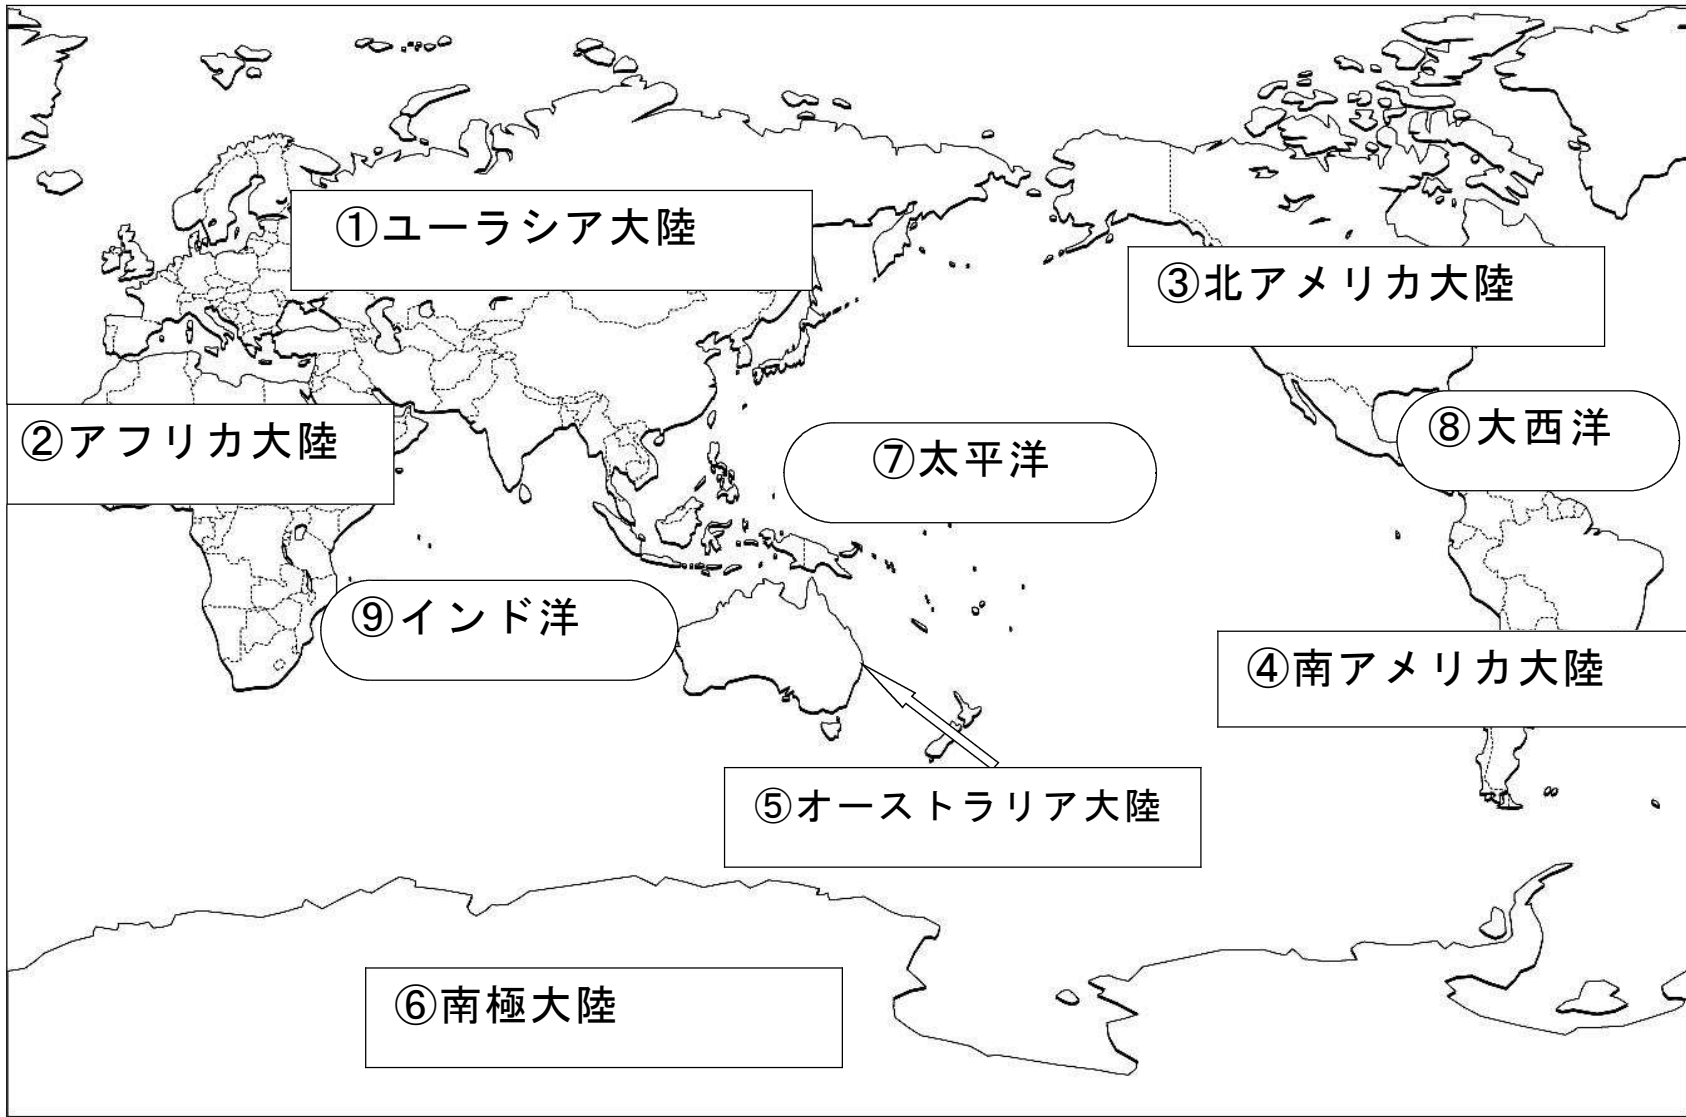 ①ユーラシア大陸
③北アメリカ大陸
②アフリカ大陸
⑦太平洋
⑧大西洋
⑨インド洋
④南アメリカ大陸
⑤オーストラリア大陸
⑥南極大陸